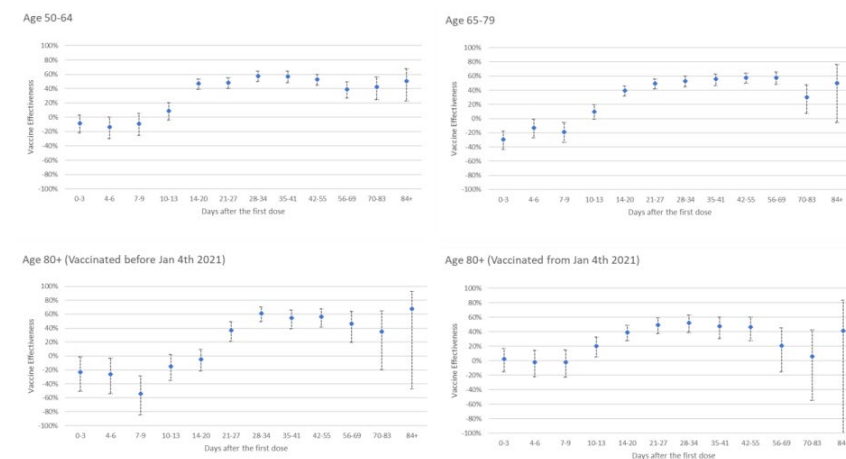 Age 50-64
100%
80%
60%
40%
20%
0%
-20%
-40%
-60%
-80%
-100%
Vaccine Effectiveness
0-3 4-6 7-9 10-13 14-20 21-27 28-34 35-41 42-55 56-69 70-83 84+
Days after the first dose
Age 65-79
100%
80%
60%
40%
20%
0%
-20%
-40%
-60%
-80%
-100%
Vaccine Effectiveness
0-3 4-6 7-9 10-13 14-20 21-27 28-34 35-41 42-55 56-69 70-83 84+
Days after the first dose
Age 80+ (Vaccinated before Jan 4th 2021)
100%
80%
60%
40%
20%
0%
-20%
-40%
-60%
-80%
-100%
Vaccine Effectiveness
0-3 4-6 7-9 10-13 14-20 21-27 28-34 35-41 42-55 56-69 70-83 84+
Days after the first dose
Age 80+ (Vaccinated from Jan 4th 2021)
100%
80%
60%
40%
20%
0%
-20%
-40%
-60%
-80%
-100%
Vaccine Effectiveness
0-3 4-6 7-9 10-13 14-20 21-27 28-34 35-41 42-55 56-69 70-83 84
Days after the first dose